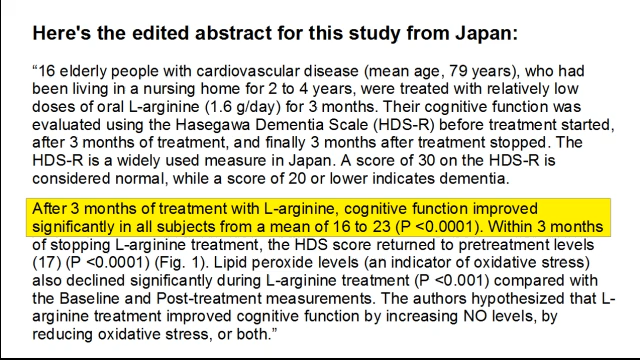 Here's the edited abstract for this study from Japan:
“16 elderly people with cardiovascular disease (mean age, 79 years), who had
been living in a nursing home for 2 to 4 years, were treated with relatively low
doses of oral L-arginine (1.6 g/day) for 3 months. Their cognitive function was
evaluated using the Hasegawa Dementia Scale (HDS-R) before treatment started,
after 3 months of treatment, and finally 3 months after treatment stopped. The
HDS-R is a widely used measure in Japan. A score of 30 on the HDS-R is
considered normal, while a score of 20 or lower indicates dementia.
After 3 months of treatment with L-arginine, cognitive function improved
significantly in all subjects from a mean of 16 to 23 (P <0.0001). Within 3 months
of stopping L-arginine treatment, the HDS score returned to pretreatment levels
(17) (P <0.0001) (Fig. 1). Lipid peroxide levels (an indicator of oxidative stress)
also declined significantly during L-arginine treatment (P <0.001) compared with
the Baseline and Post-treatment measurements. The authors hypothesized that L-
arginine treatment improved cognitive function by increasing NO levels, by
reducing oxidative stress, or both.”